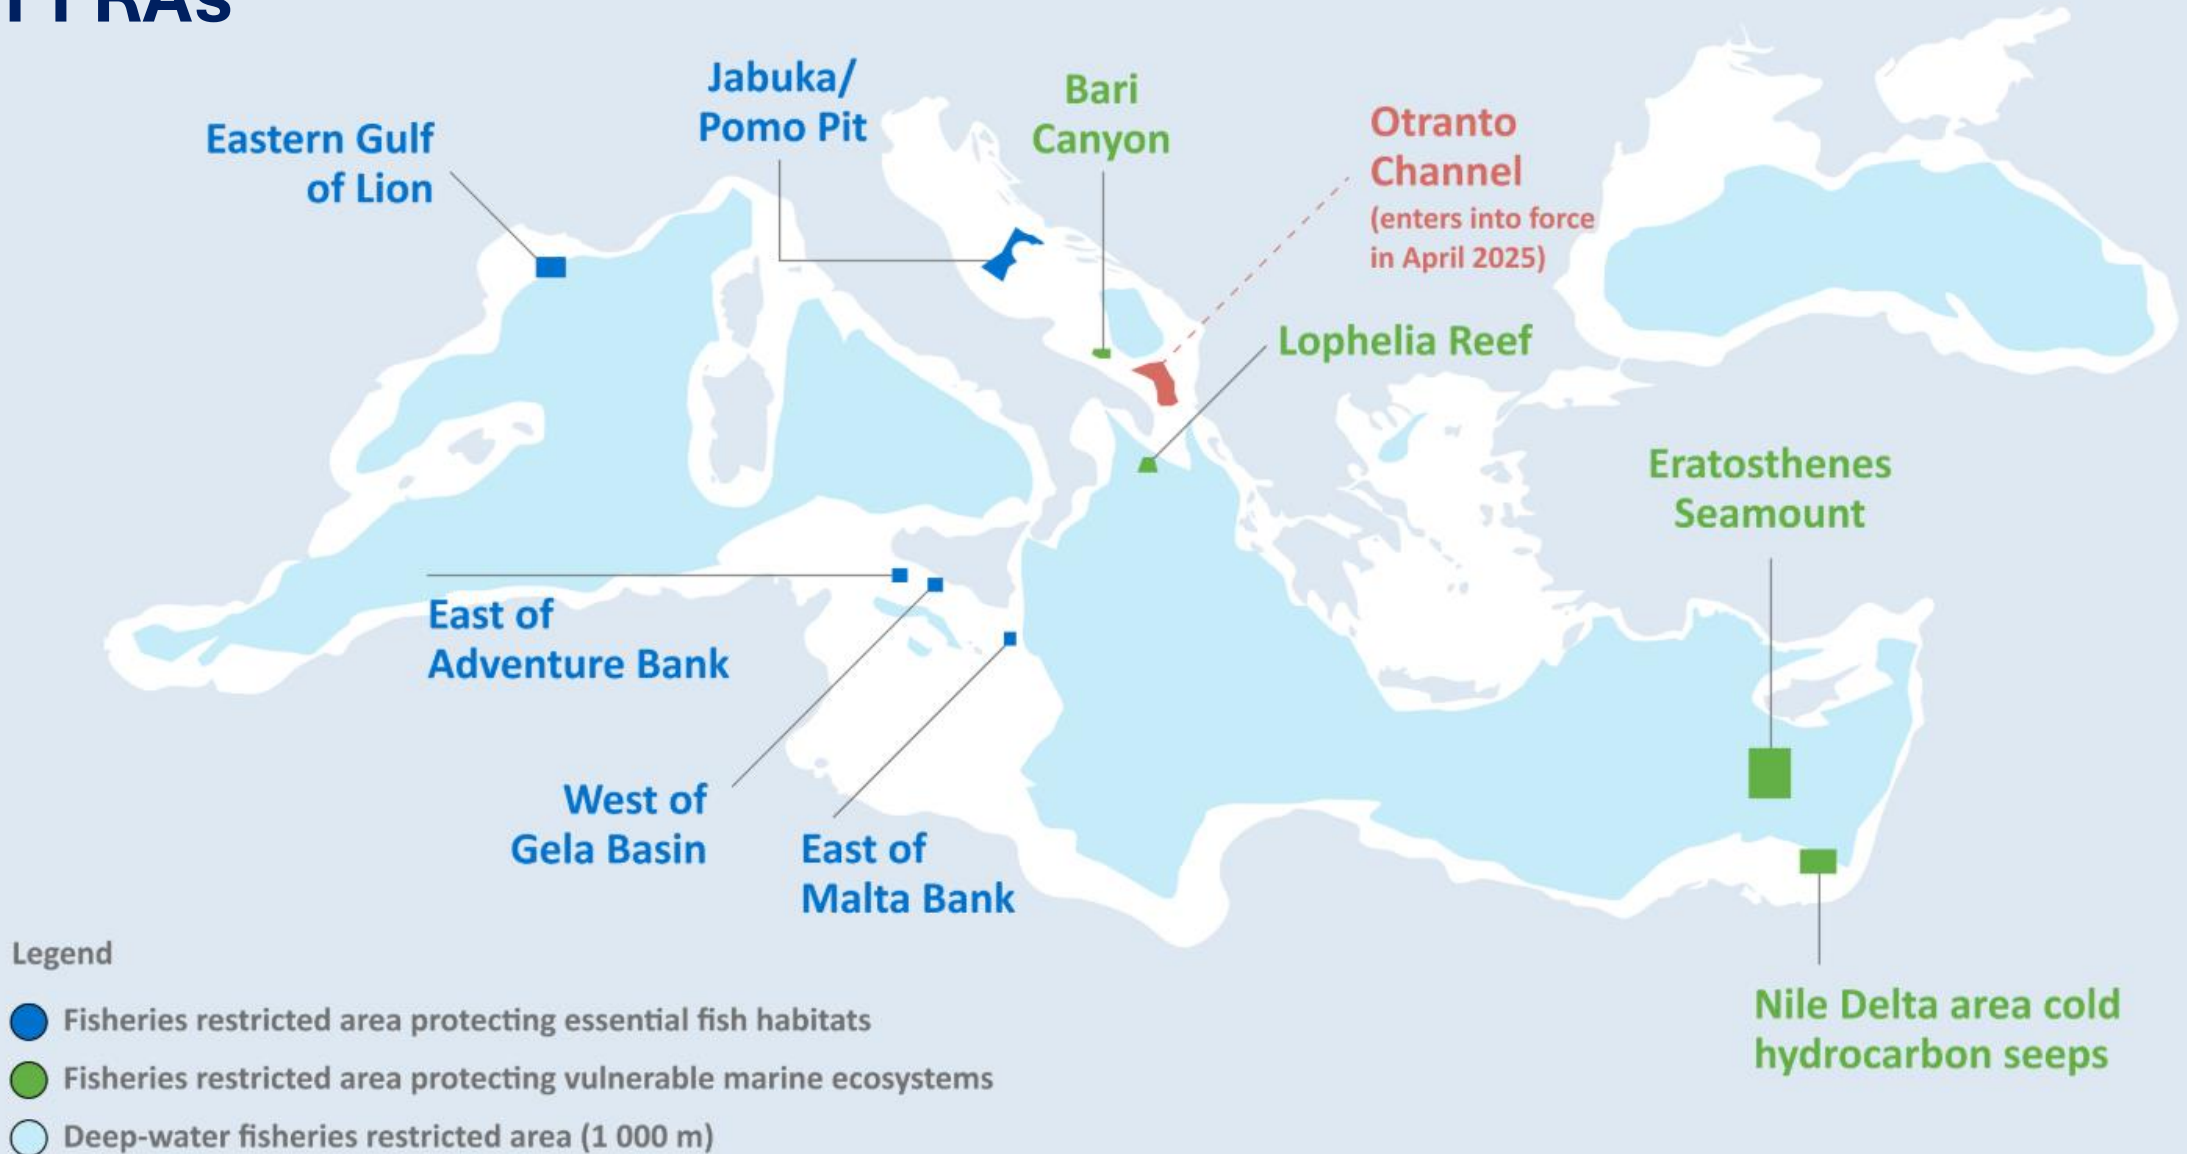 Jabuka/
Pomo Pit
Bari
Canyon
Eastern Gulf
of Lion
Otranto
Channel
(enters into force
in April 2025)
Lophelia Reef
Eratosthenes
Seamount
East of
Adventure Bank
West of
Gela Basin
East of
Malta Bank
Nile Delta area cold
hydrocarbon seeps
Legend
Fisheries restricted area protecting essential fish habitats
Fisheries restricted area protecting vulnerable marine ecosystems
Deep-water fisheries restricted area (1 000 m)